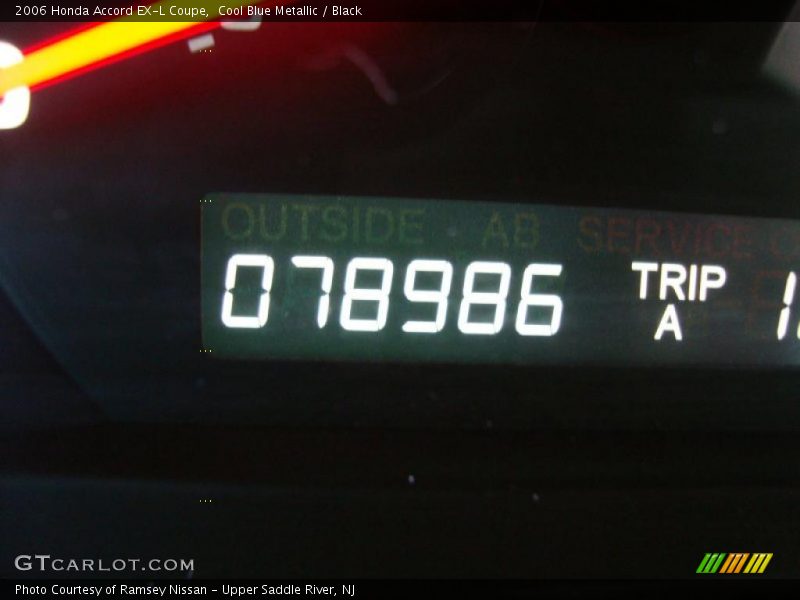 2006 Honda Accord EX-L Coupe, Cool Blue Metallic / Black
OUTSIDE AB SERVICE
078986 TRIP
A
GTCARLOT.COM
Photo Courtesy of Ramsey Nissan - Upper Saddle River, NJ